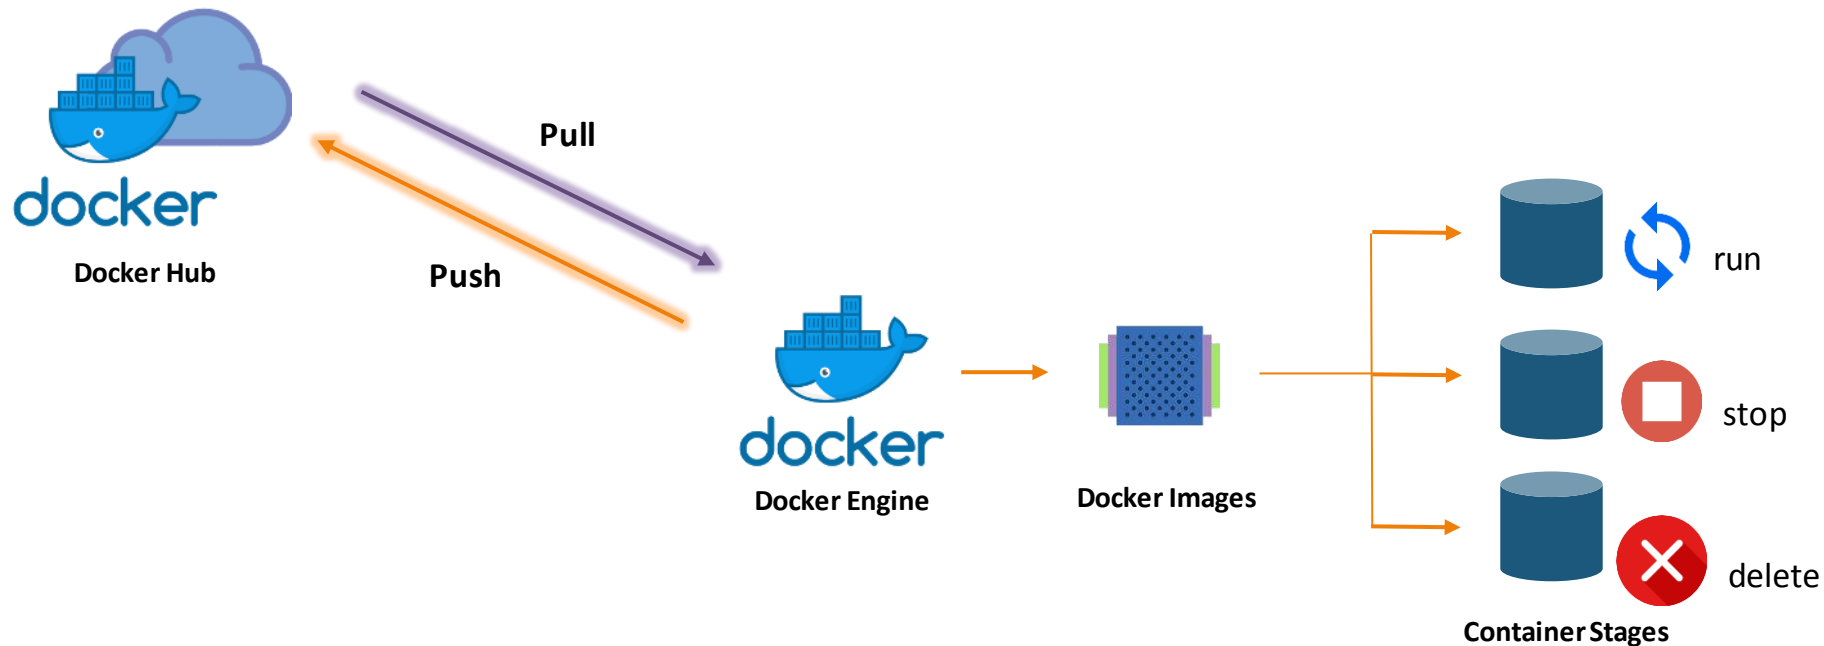 docker
Docker Hub
Pull
Push
docker
Docker Engine
Docker Images
run
stop
delete
Container Stages